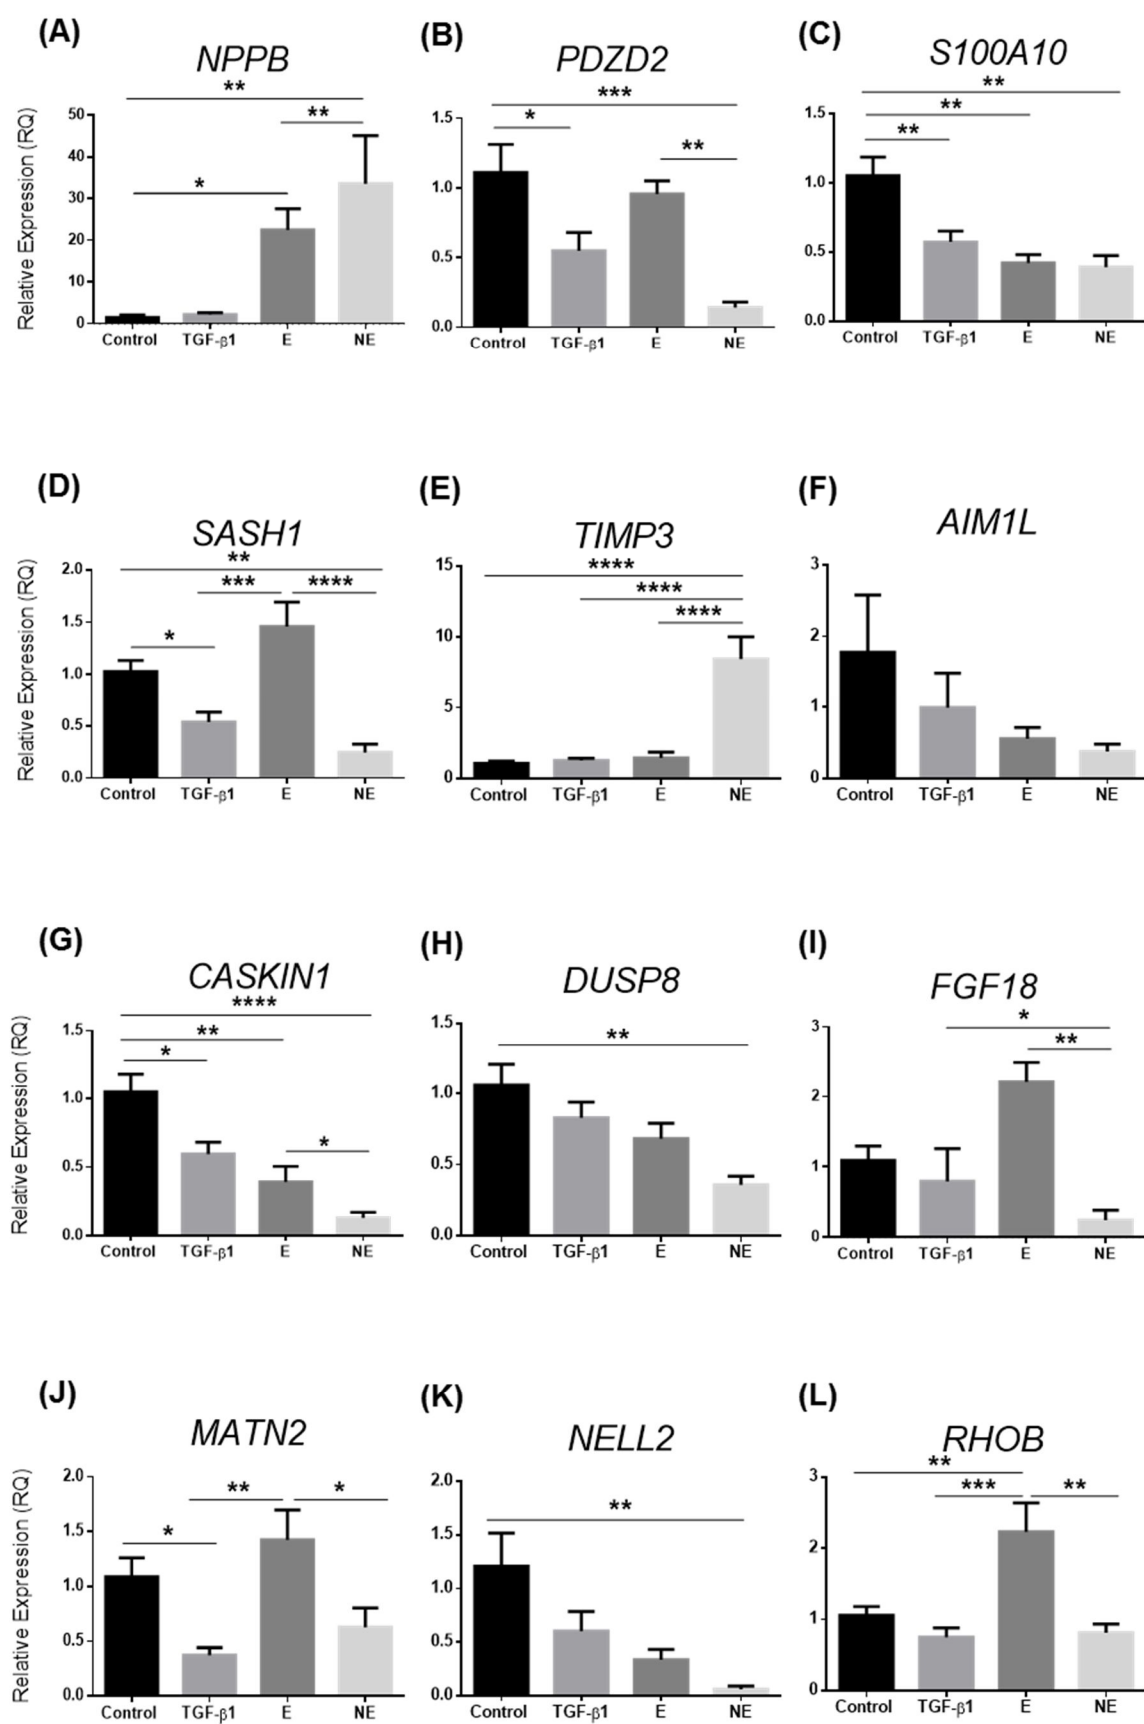 (A)
NPPB
**
**
*
Relative Expression (RQ)
50
40
30
20
10
0
Control TGF-β1 E NE
(B)
PDZD2
***
*
**
1.5
1.0
0.5
0.0
Control TGF-β1 E NE
(C)
S100A10
**
**
**
1.5
1.0
0.5
0.0
Control TGF-β1 E NE
(D)
SASH1
**
*** ****
*
Relative Expression (RQ)
2.0
1.5
1.0
0.5
0.0
Control TGF-β1 E NE
(E)
TIMP3
****
****
****
15
10
5
0
Control TGF-β1 E NE
(F)
AIM1L
3
2
1
0
Control TGF-β1 E NE
(G)
CASKIN1
****
**
*
*
Relative Expression (RQ)
1.5
1.0
0.5
0.0
Control TGF-β1 E NE
(H)
DUSP8
**
1.5
1.0
0.5
0.0
Control TGF-β1 E NE
(I)
FGF18
*
**
3
2
1
0
Control TGF-β1 E NE
(J)
MATN2
** *
*
Relative Expression (RQ)
2.0
1.5
1.0
0.5
0.0
Control TGF-β1 E NE
(K)
NELL2
**
2.0
1.5
1.0
0.5
0.0
Control TGF-β1 E NE
(L)
RHOB
**
*** **
3
2
1
0
Control TGF-β1 E NE